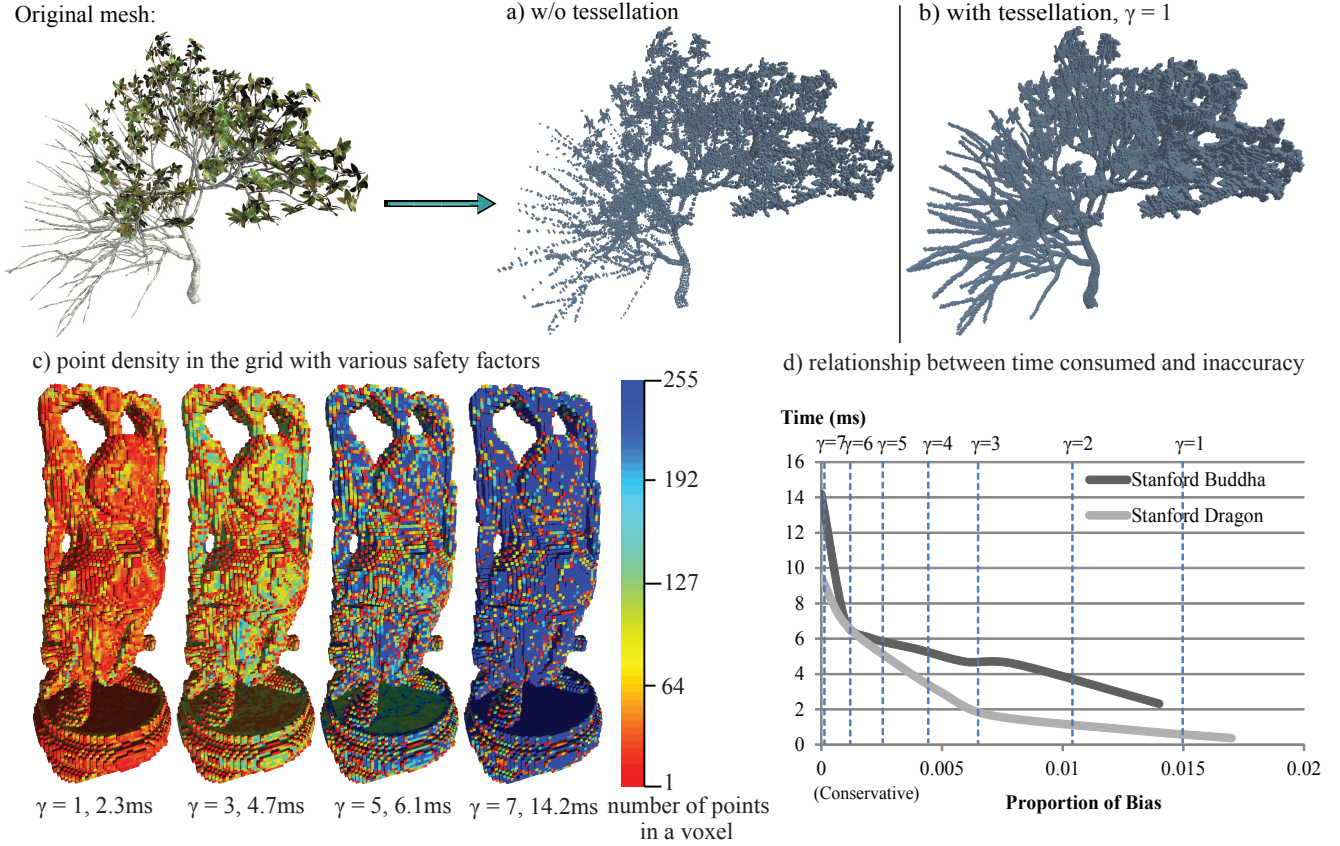 Original mesh:
a) w/o tessellation
b) with tessellation, γ = 1
c) point density in the grid with various safety factors
255
192
127
64
1
γ = 1, 2.3ms
γ = 3, 4.7ms
γ = 5, 6.1ms
γ = 7, 14.2ms
number of points
in a voxel
d) relationship between time consumed and inaccuracy
Time (ms)
γ=7
γ=6
γ=5
γ=4
γ=3
γ=2
γ=1
16
14
12
10
8
6
4
2
0
Stanford Buddha
Stanford Dragon
0
0.005
0.01
0.015
0.02
(Conservative)
Proportion of Bias